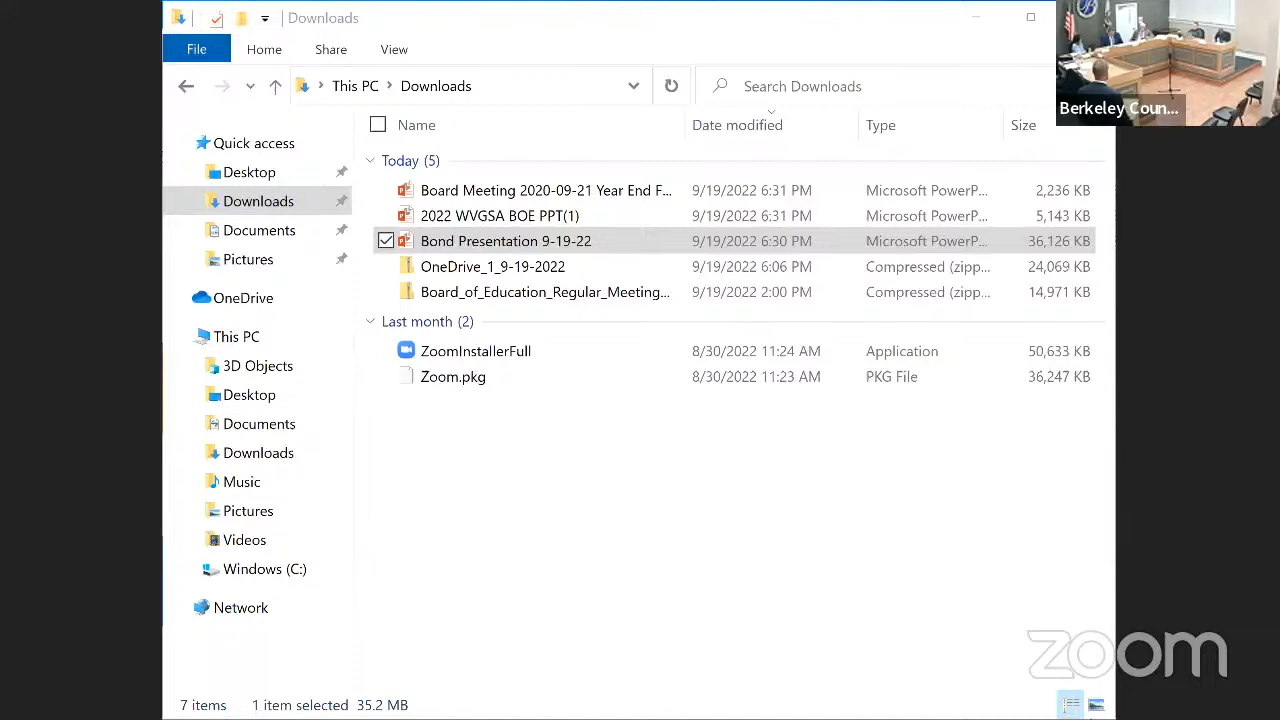 Downloads
File Home Share View
This PC > Downloads
Search Downloads
Berkeley Coun...
Name Date modified Type Size
Quick access
Desktop
Downloads
Documents
Pictures
OneDrive
This PC
3D Objects
Desktop
Documents
Downloads
Music
Pictures
Videos
Windows (C:)
Network
Today (5)
Board Meeting 2020-09-21 Year End F... 9/19/2022 6:31 PM Microsoft PowerP... 2,236 KB
2022 WVGSA BOE PPT(1) 9/19/2022 6:31 PM Microsoft PowerP... 5,143 KB
Bond Presentation 9-19-22 9/19/2022 6:30 PM Microsoft PowerP... 36,126 KB
OneDrive_1_9-19-2022 9/19/2022 6:06 PM Compressed (zipp... 24,069 KB
Board_of_Education_Regular_Meeting... 9/19/2022 2:00 PM Compressed (zipp... 14,971 KB
Last month (2)
ZoomInstallerFull 8/30/2022 11:24 AM Application 50,633 KB
Zoom.pkg 8/30/2022 11:23 AM PKG File 36,247 KB
zoom
7 items 1 item selected 35.2 MB